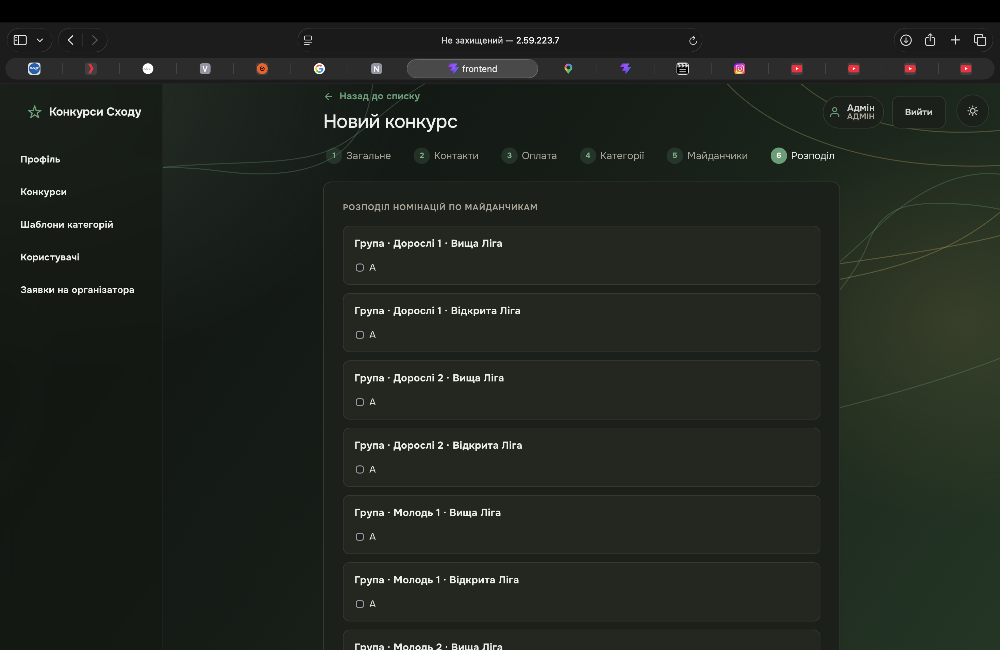 Не захищений — 2.59.223.7
Meest
V
G
N
frontend
Конкурси Сходу
Профіль
Конкурси
Шаблони категорій
Користувачі
Заявки на організатора
Назад до списку
Новий конкурс
Адмін
АДМІН
Вийти
1 Загальне 2 Контакти 3 Оплата 4 Категорії 5 Майданчики 6 Розподіл
РОЗПОДІЛ НОМІНАЦІЙ ПО МАЙДАНЧИКАМ
Група · Дорослі 1 · Вища Ліга
А
Група · Дорослі 1 · Відкрита Ліга
А
Група · Дорослі 2 · Вища Ліга
А
Група · Дорослі 2 · Відкрита Ліга
А
Група · Молодь 1 · Вища Ліга
А
Група · Молодь 1 · Відкрита Ліга
А
Група · Молодь 2 · Вища Ліга